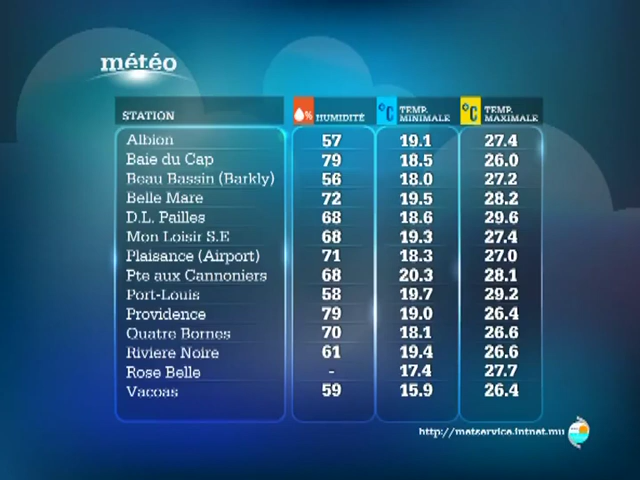 météo
STATION % HUMIDITÉ °C TEMP. MINIMALE °C TEMP. MAXIMALE
Albion 57 19.1 27.4
Baie du Cap 79 18.5 26.0
Beau Bassin (Barkly) 56 18.0 27.2
Belle Mare 72 19.5 28.2
D.L. Pailles 68 18.6 29.6
Mon Loisir S.E 68 19.3 27.4
Plaisance (Airport) 71 18.3 27.0
Pte aux Cannoniers 68 20.3 28.1
Port-Louis 58 19.7 29.2
Providence 79 19.0 26.4
Quatre Bornes 70 18.1 26.6
Riviere Noire 61 19.4 26.6
Rose Belle - 17.4 27.7
Vacoas 59 15.9 26.4
http://metservice.intnet.mu